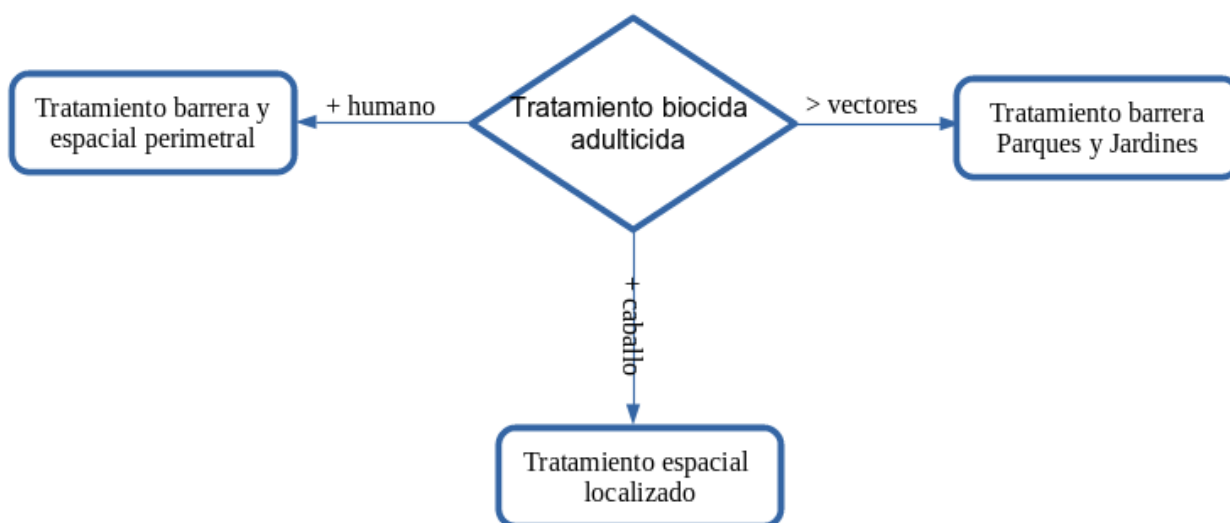 Tratamiento barrera y
espacial perimetral
+ humano
Tratamiento biocida
adulticida
> vectores
Tratamiento barrera
Parques y Jardines
+ caballo
Tratamiento espacial
localizado